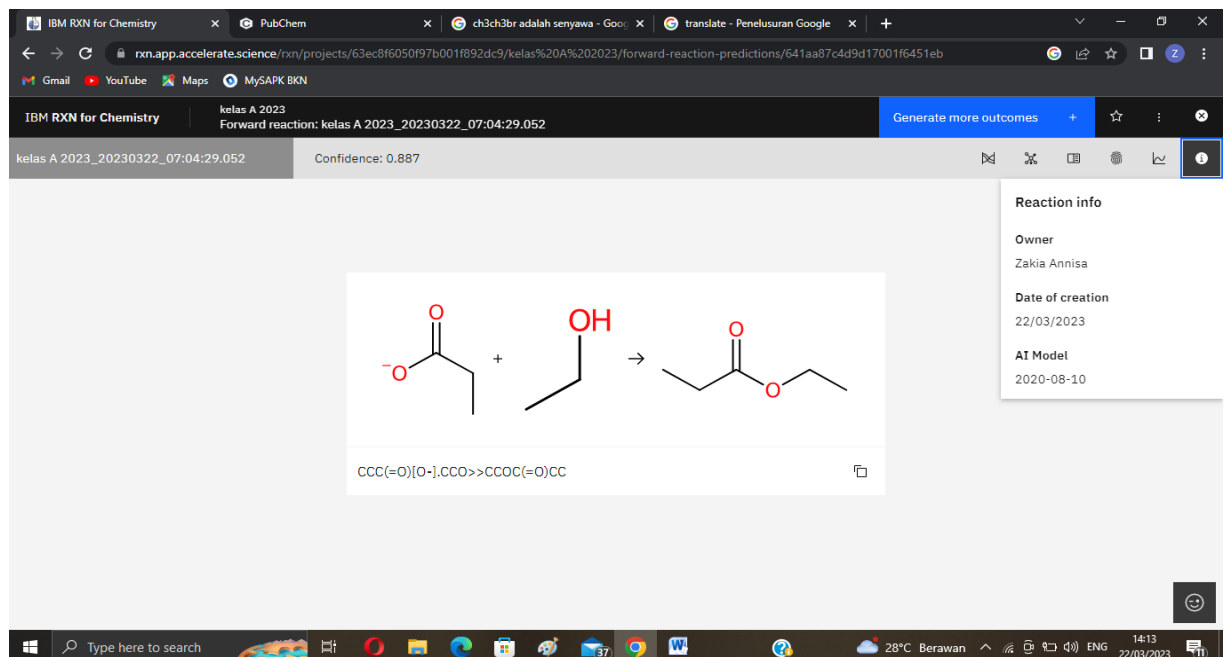 IBM RXN for Chemistry
PubChem
ch3ch3br adalah senyawa - Goog
translate - Penelusuran Google
rxn.app.accelerate.science/rxn/projects/63ec8f6050f97b001f892dc9/kelas%20A%202023/forward-reaction-predictions/641aa87c4d9d17001f6451eb
Z
Gmail
YouTube
Maps
MySAPK BKN
IBM RXN for Chemistry
kelas A 2023
Forward reaction: kelas A 2023_20230322_07:04:29.052
Generate more outcomes +
kelas A 2023_20230322_07:04:29.052
Confidence: 0.887
Reaction info
Owner
Zakia Annisa
Date of creation
22/03/2023
AI Model
2020-08-10
O
-O
+
OH
→
O
O
CCC(=O)[O-].CCO>>CCOC(=O)CC
Type here to search
37
W
28°C Berawan
ENG
14:13
22/03/2023
11